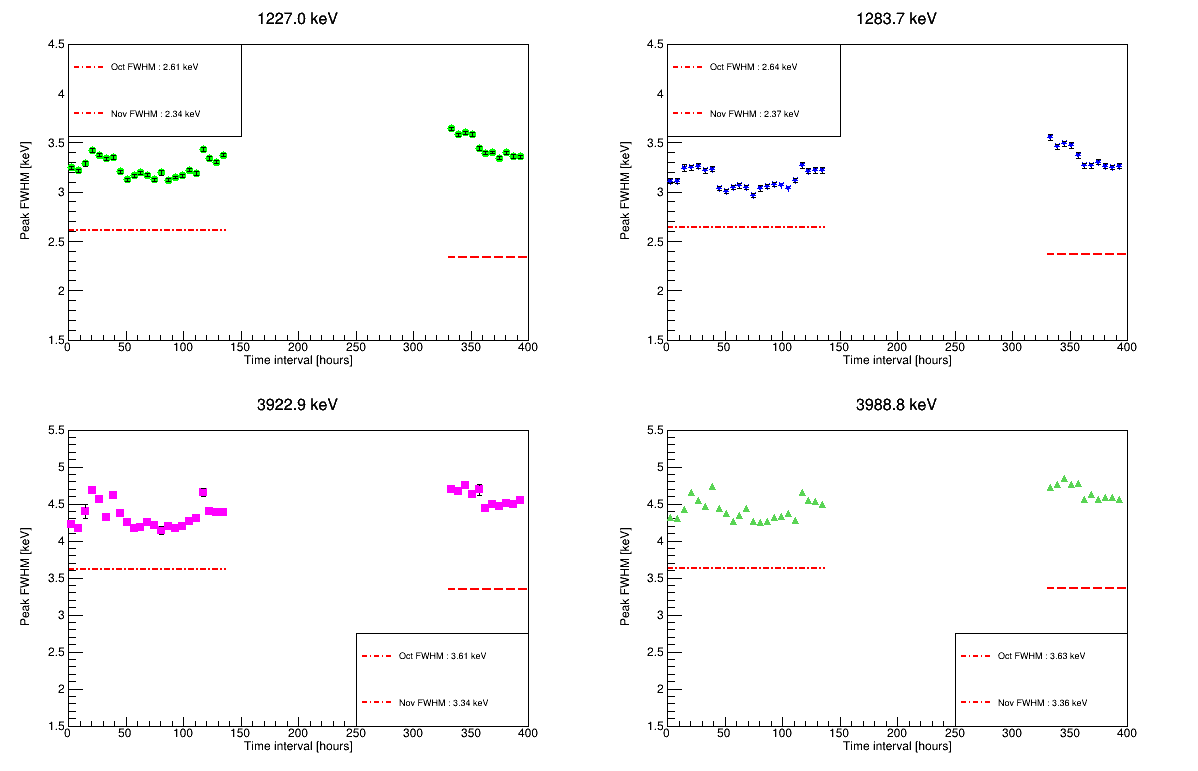 1227.0 keV
4.5
4
3.5
3
2.5
2
1.5
Peak FWHM [keV]
Oct FWHM : 2.61 keV
Nov FWHM : 2.34 keV
0 50 100 150 200 250 300 350 400
Time interval [hours]
1283.7 keV
4.5
4
3.5
3
2.5
2
1.5
Peak FWHM [keV]
Oct FWHM : 2.64 keV
Nov FWHM : 2.37 keV
0 50 100 150 200 250 300 350 400
Time interval [hours]
3922.9 keV
5.5
5
4.5
4
3.5
3
2.5
2
1.5
Peak FWHM [keV]
Oct FWHM : 3.61 keV
Nov FWHM : 3.34 keV
0 50 100 150 200 250 300 350 400
Time interval [hours]
3988.8 keV
5.5
5
4.5
4
3.5
3
2.5
2
1.5
Peak FWHM [keV]
Oct FWHM : 3.63 keV
Nov FWHM : 3.36 keV
0 50 100 150 200 250 300 350 400
Time interval [hours]